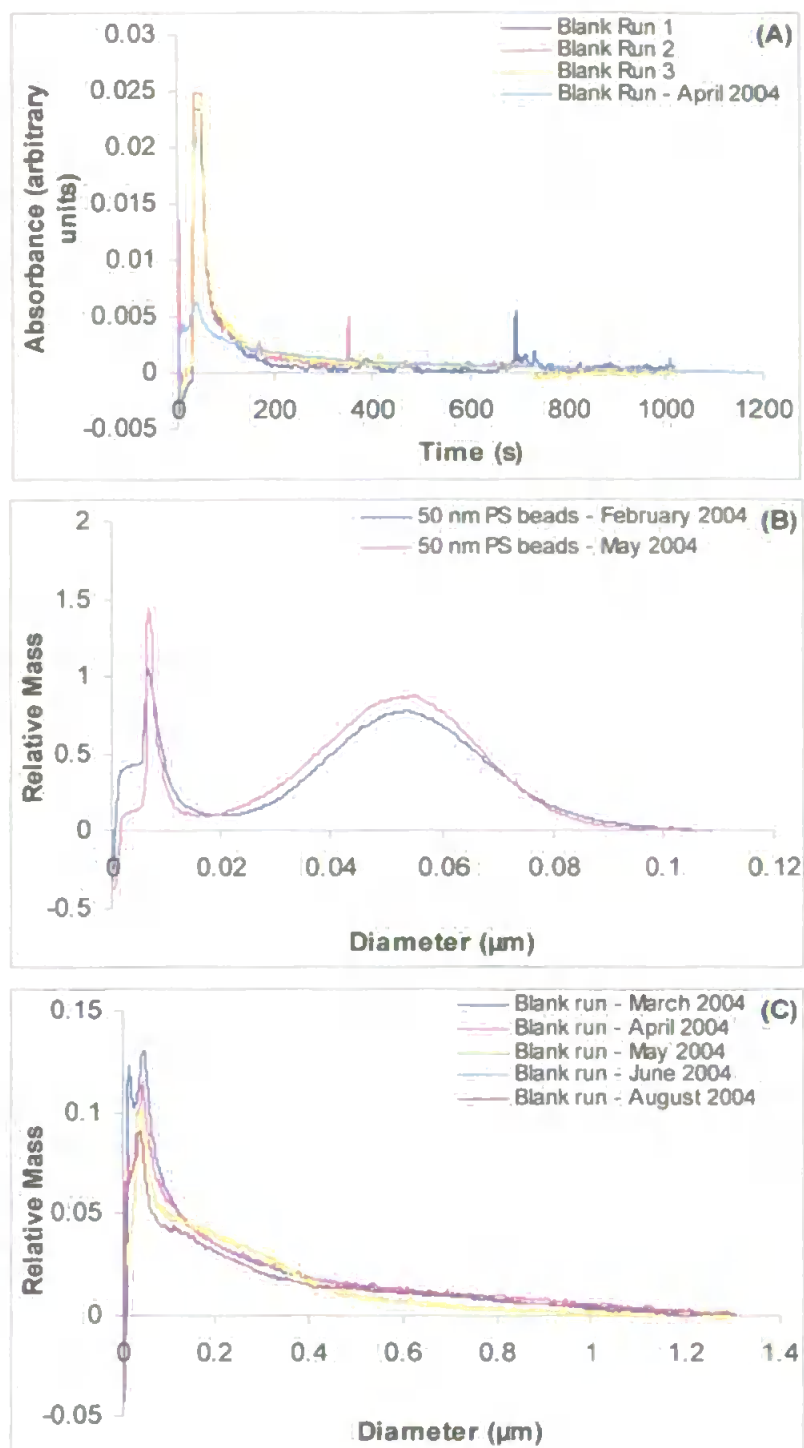 (A)
Blank Run 1
Blank Run 2
Blank Run 3
Blank Run - April 2004
0.03
0.025
0.02
0.015
0.01
0.005
0
-0.005
Absorbance (arbitrary
units)
0 200 400 600 800 1000 1200
Time (s)
(B)
50 nm PS beads - February 2004
50 nm PS beads - May 2004
2
1.5
1
0.5
0
-0.5
Relative Mass
0 0.02 0.04 0.06 0.08 0.1 0.12
Diameter (µm)
(C)
Blank run - March 2004
Blank run - April 2004
Blank run - May 2004
Blank run - June 2004
Blank run - August 2004
0.15
0.1
0.05
0
-0.05
Relative Mass
0 0.2 0.4 0.6 0.8 1 1.2 1.4
Diameter (µm)